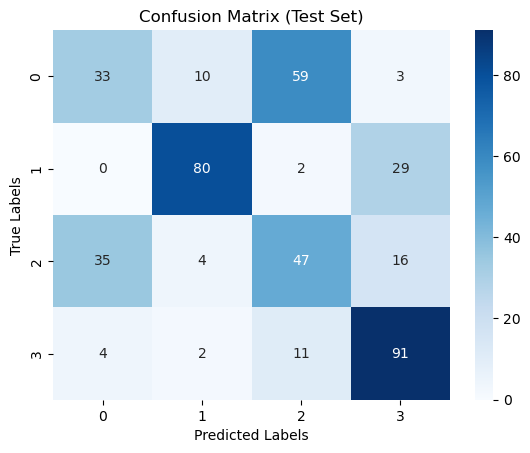 Confusion Matrix (Test Set)
0 33 10 59 3
1 0 80 2 29
2 35 4 47 16
3 4 2 11 91
0 1 2 3
Predicted Labels
True Labels
80
60
40
20
0